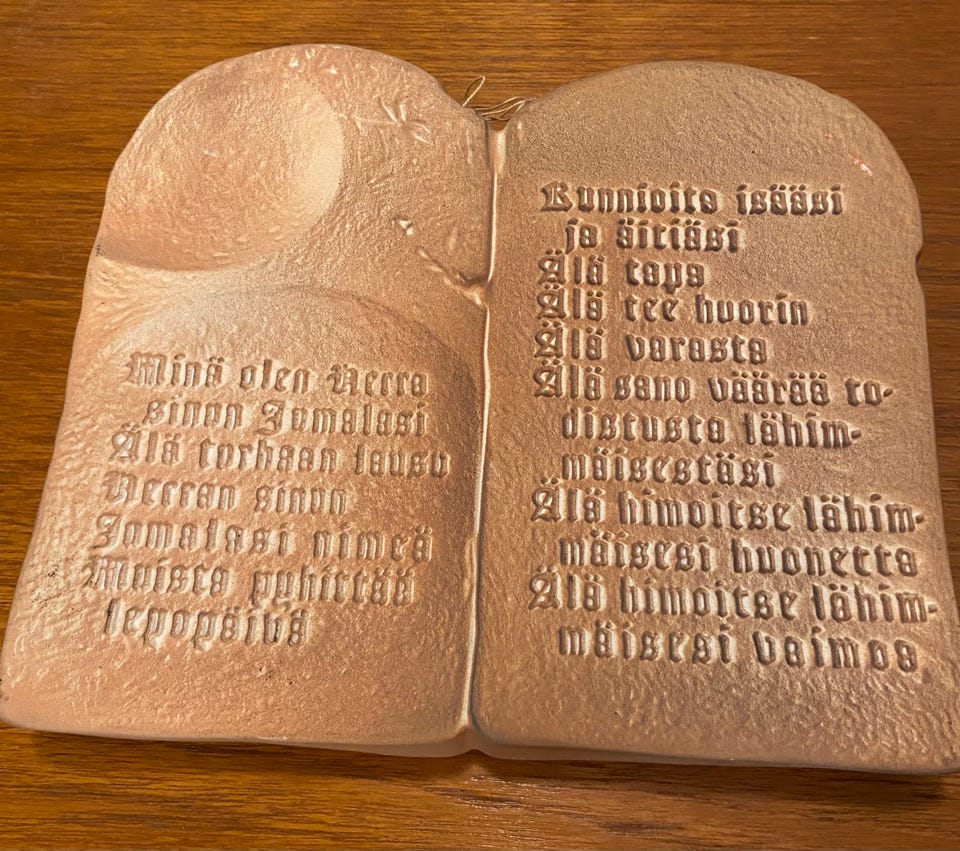 Minä olen Herra
sinun Jumalasi
Älä turhaan lausu
Herran sinun
Jumalasi nimeä
Muista pyhittää
lepopäivä
Kunnioita isääsi
ja äitiäsi
Älä tapa
Älä tee huorin
Älä varasta
Älä sano väärää to-
distusta lähim-
mäisestäsi
Älä himoitse lähim-
mäisesi huonetta
Älä himoitse lähim-
mäisesi vaimoa